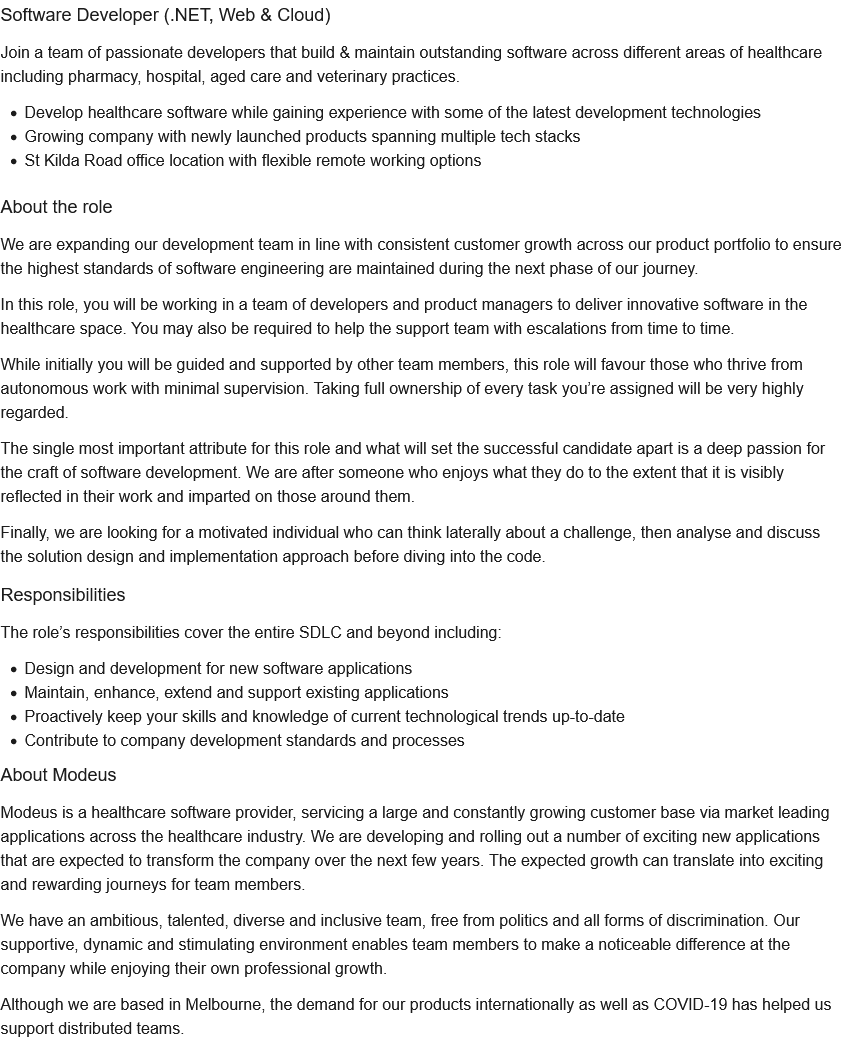 Software Developer (.NET, Web & Cloud)
Join a team of passionate developers that build & maintain outstanding software across different areas of healthcare
including pharmacy, hospital, aged care and veterinary practices.
• Develop healthcare software while gaining experience with some of the latest development technologies
• Growing company with newly launched products spanning multiple tech stacks
• St Kilda Road office location with flexible remote working options
About the role
We are expanding our development team in line with consistent customer growth across our product portfolio to ensure
the highest standards of software engineering are maintained during the next phase of our journey.
In this role, you will be working in a team of developers and product managers to deliver innovative software in the
healthcare space. You may also be required to help the support team with escalations from time to time.
While initially you will be guided and supported by other team members, this role will favour those who thrive from
autonomous work with minimal supervision. Taking full ownership of every task you’re assigned will be very highly
regarded.
The single most important attribute for this role and what will set the successful candidate apart is a deep passion for
the craft of software development. We are after someone who enjoys what they do to the extent that it is visibly
reflected in their work and imparted on those around them.
Finally, we are looking for a motivated individual who can think laterally about a challenge, then analyse and discuss
the solution design and implementation approach before diving into the code.
Responsibilities
The role’s responsibilities cover the entire SDLC and beyond including:
• Design and development for new software applications
• Maintain, enhance, extend and support existing applications
• Proactively keep your skills and knowledge of current technological trends up-to-date
• Contribute to company development standards and processes
About Modeus
Modeus is a healthcare software provider, servicing a large and constantly growing customer base via market leading
applications across the healthcare industry. We are developing and rolling out a number of exciting new applications
that are expected to transform the company over the next few years. The expected growth can translate into exciting
and rewarding journeys for team members.
We have an ambitious, talented, diverse and inclusive team, free from politics and all forms of discrimination. Our
supportive, dynamic and stimulating environment enables team members to make a noticeable difference at the
company while enjoying their own professional growth.
Although we are based in Melbourne, the demand for our products internationally as well as COVID-19 has helped us
support distributed teams.